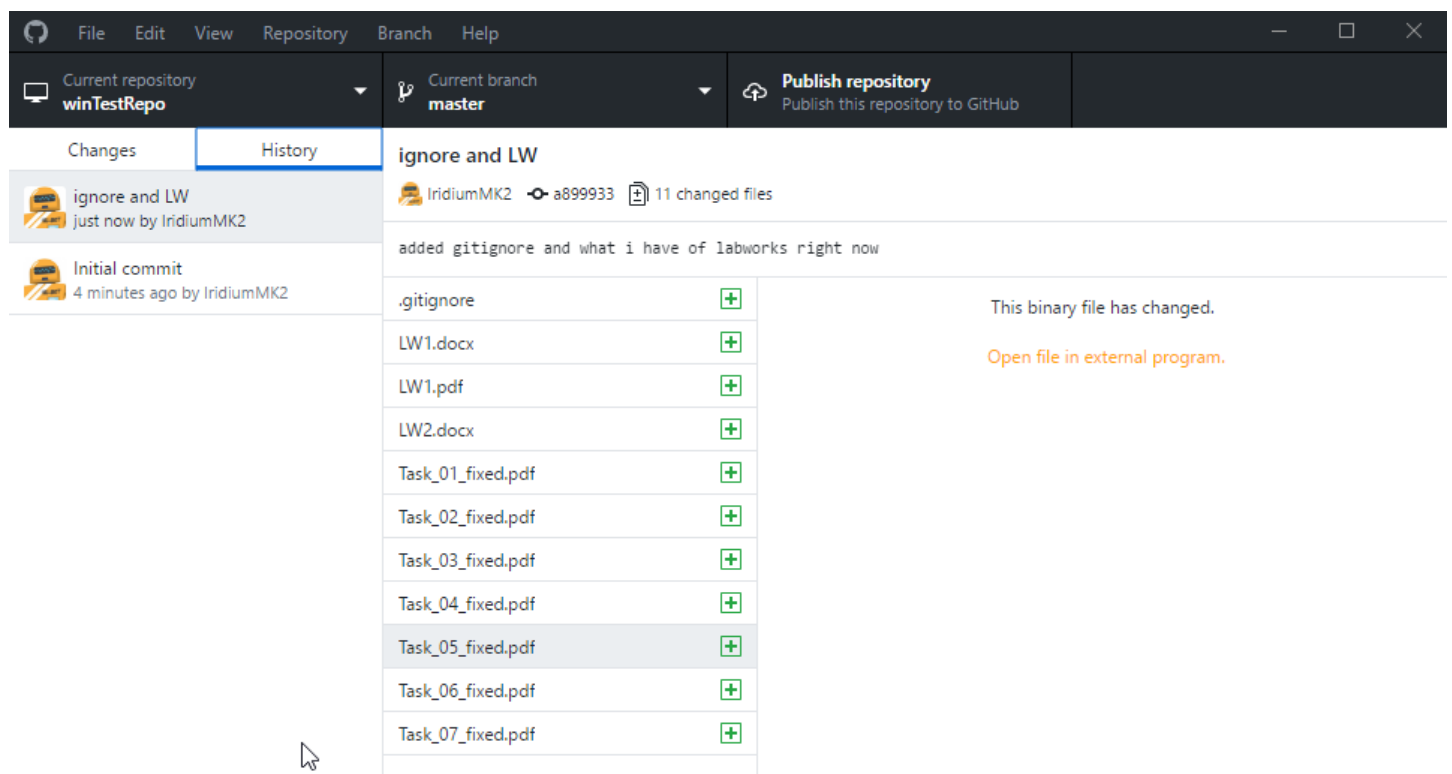 File Edit View Repository Branch Help
Current repository
winTestRepo
Current branch
master
Publish repository
Publish this repository to GitHub
Changes
History
ignore and LW
just now by IridiumMK2
Initial commit
4 minutes ago by IridiumMK2
ignore and LW
IridiumMK2 a899933 11 changed files
added gitignore and what i have of labworks right now
.gitignore
LW1.docx
LW1.pdf
LW2.docx
Task_01_fixed.pdf
Task_02_fixed.pdf
Task_03_fixed.pdf
Task_04_fixed.pdf
Task_05_fixed.pdf
Task_06_fixed.pdf
Task_07_fixed.pdf
This binary file has changed.
Open file in external program.